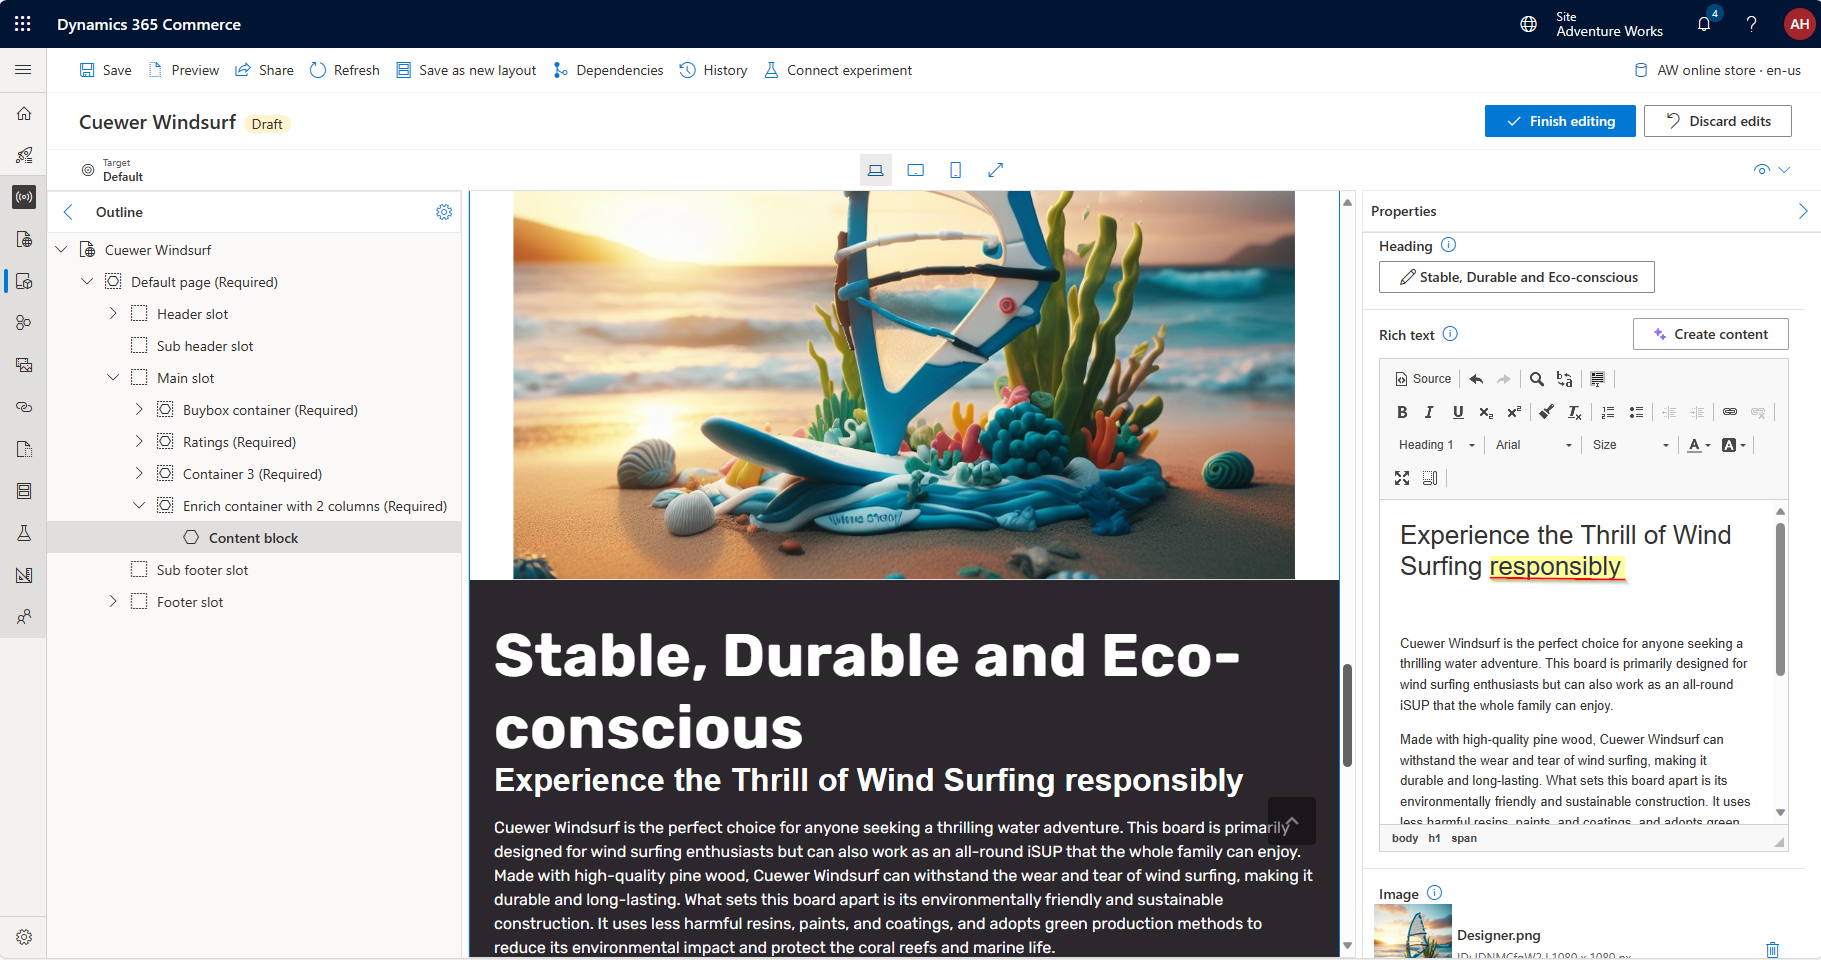 Dynamics 365 Commerce
Site
Adventure Works
4
?
AH
Save
Preview
Share
Refresh
Save as new layout
Dependencies
History
Connect experiment
AW online store · en-us
Cuewer Windsurf
Draft
Finish editing
Discard edits
Target
Default
Outline
Cuewer Windsurf
Default page (Required)
Header slot
Sub header slot
Main slot
Buybox container (Required)
Ratings (Required)
Container 3 (Required)
Enrich container with 2 columns (Required)
Content block
Sub footer slot
Footer slot
Stable, Durable and Eco-
conscious
Experience the Thrill of Wind Surfing responsibly
Cuewer Windsurf is the perfect choice for anyone seeking a thrilling water adventure. This board is primarily
designed for wind surfing enthusiasts but can also work as an all-round iSUP that the whole family can enjoy.
Made with high-quality pine wood, Cuewer Windsurf can withstand the wear and tear of wind surfing, making it
durable and long-lasting. What sets this board apart is its environmentally friendly and sustainable
construction. It uses less harmful resins, paints, and coatings, and adopts green production methods to
reduce its environmental impact and protect the coral reefs and marine life.
Properties
Heading
Stable, Durable and Eco-conscious
Rich text
Create content
Source
B I U x₂ x² Tx
Heading 1 Arial Size A A
Experience the Thrill of Wind
Surfing responsibly
Cuewer Windsurf is the perfect choice for anyone seeking a
thrilling water adventure. This board is primarily designed for
wind surfing enthusiasts but can also work as an all-round
iSUP that the whole family can enjoy.
Made with high-quality pine wood, Cuewer Windsurf can
withstand the wear and tear of wind surfing, making it
durable and long-lasting. What sets this board apart is its
environmentally friendly and sustainable construction. It uses
less harmful resins, paints, and coatings, and adopts green
body h1 span
Image
Designer.png
1080 x 1080 px